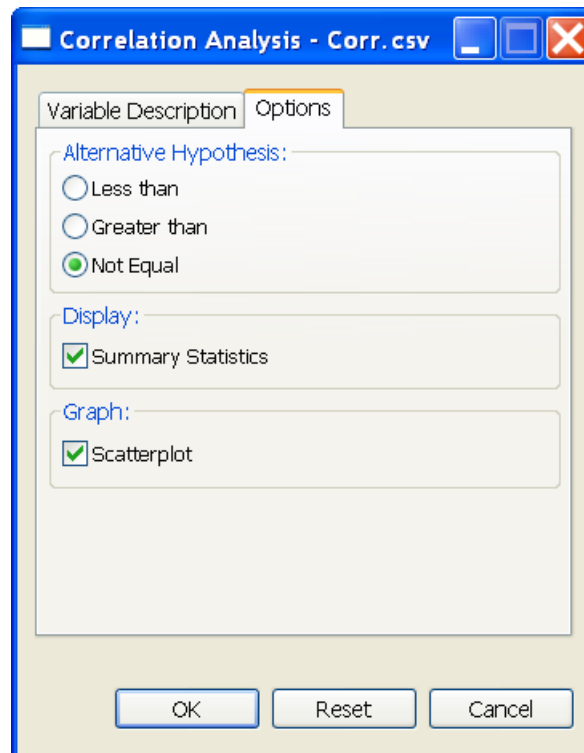 Correlation Analysis - Corr.csv
Variable Description Options
Alternative Hypothesis:
Less than
Greater than
Not Equal
Display:
Summary Statistics
Graph:
Scatterplot
OK Reset Cancel